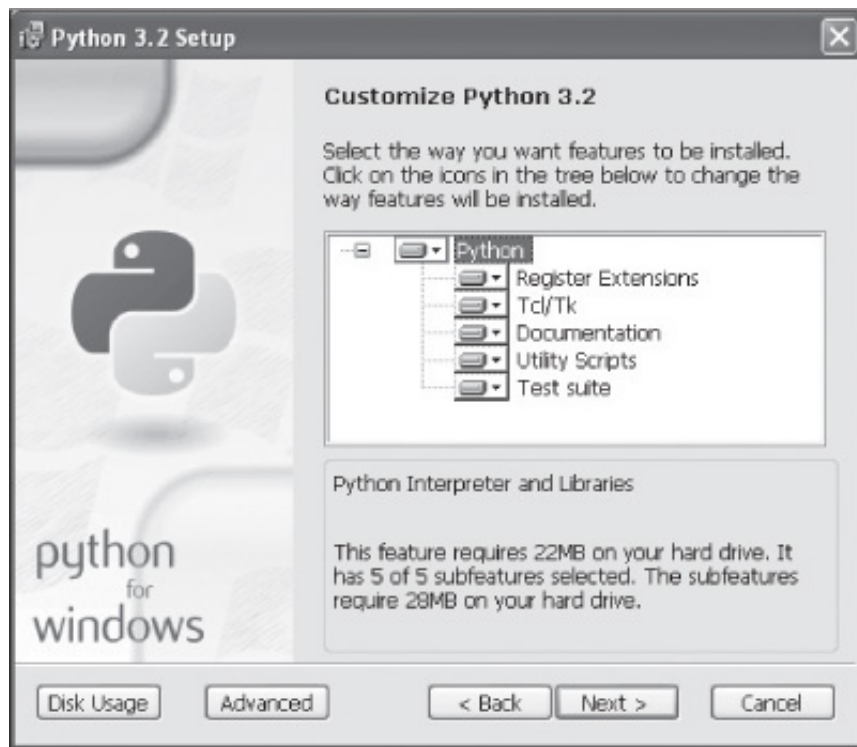 Python 3.2 Setup
Customize Python 3.2
Select the way you want features to be installed.
Click on the icons in the tree below to change the
way features will be installed.
Python
Register Extensions
Tcl/Tk
Documentation
Utility Scripts
Test suite
Python Interpreter and Libraries
This feature requires 22MB on your hard drive. It
has 5 of 5 subfeatures selected. The subfeatures
require 28MB on your hard drive.
python
for
windows
Disk Usage
Advanced
< Back
Next >
Cancel